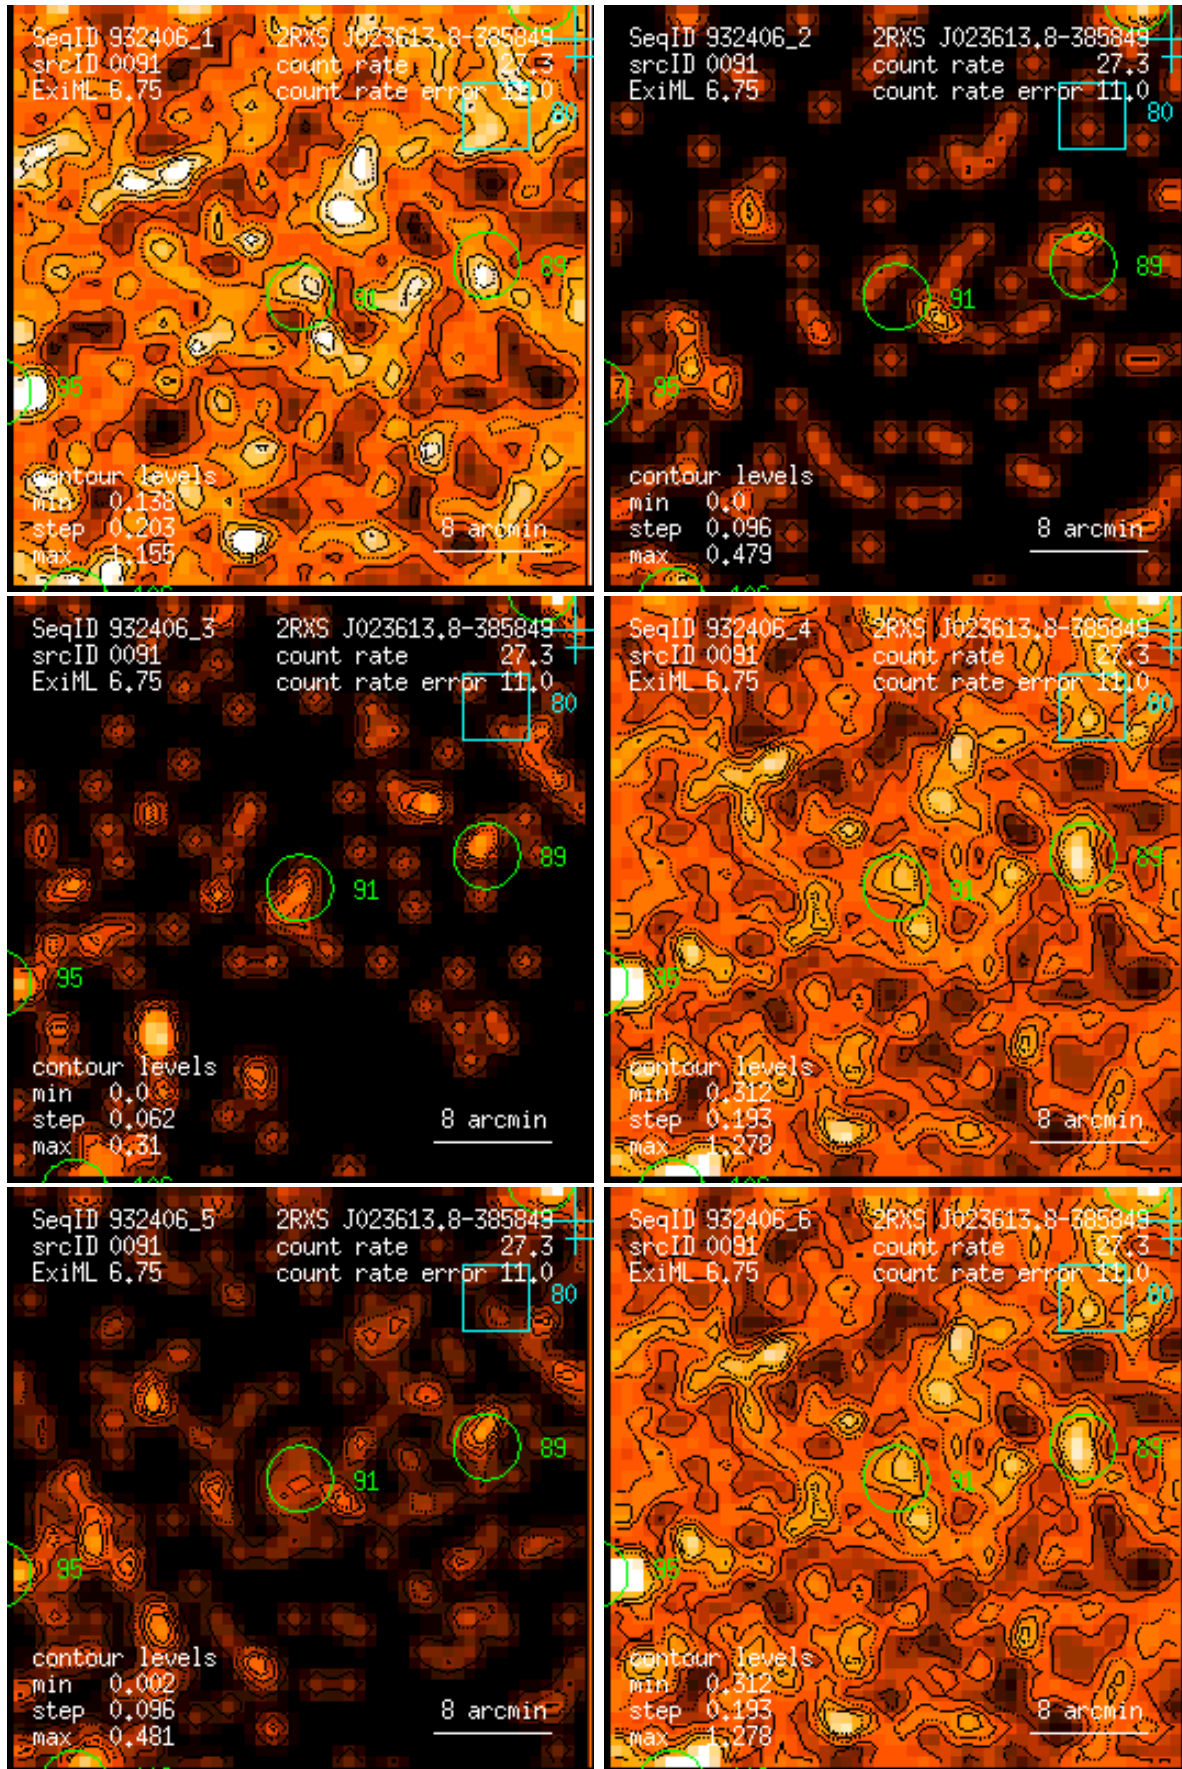 SeqID 932406_1 2RXS J023613.8-385849
srcID 0091 count rate 27.3
ExiML 6.75 count rate error 11.0
80
89
91
95
contour levels
min 0.138
step 0.203
max 1.155
8 arcmin
SeqID 932406_2 2RXS J023613.8-385849
srcID 0091 count rate 27.3
ExiML 6.75 count rate error 11.0
80
89
91
95
contour levels
min 0.0
step 0.096
max 0.479
8 arcmin
SeqID 932406_3 2RXS J023613.8-385849
srcID 0091 count rate 27.3
ExiML 6.75 count rate error 11.0
80
89
91
95
contour levels
min 0.0
step 0.062
max 0.31
8 arcmin
SeqID 932406_4 2RXS J023613.8-385849
srcID 0091 count rate 27.3
ExiML 6.75 count rate error 11.0
80
89
91
95
contour levels
min 0.312
step 0.193
max 1.278
8 arcmin
SeqID 932406_5 2RXS J023613.8-385849
srcID 0091 count rate 27.3
ExiML 6.75 count rate error 11.0
80
89
91
95
contour levels
min 0.002
step 0.096
max 0.481
8 arcmin
SeqID 932406_6 2RXS J023613.8-385849
srcID 0091 count rate 27.3
ExiML 6.75 count rate error 11.0
80
89
91
95
contour levels
min 0.312
step 0.193
max 1.278
8 arcmin